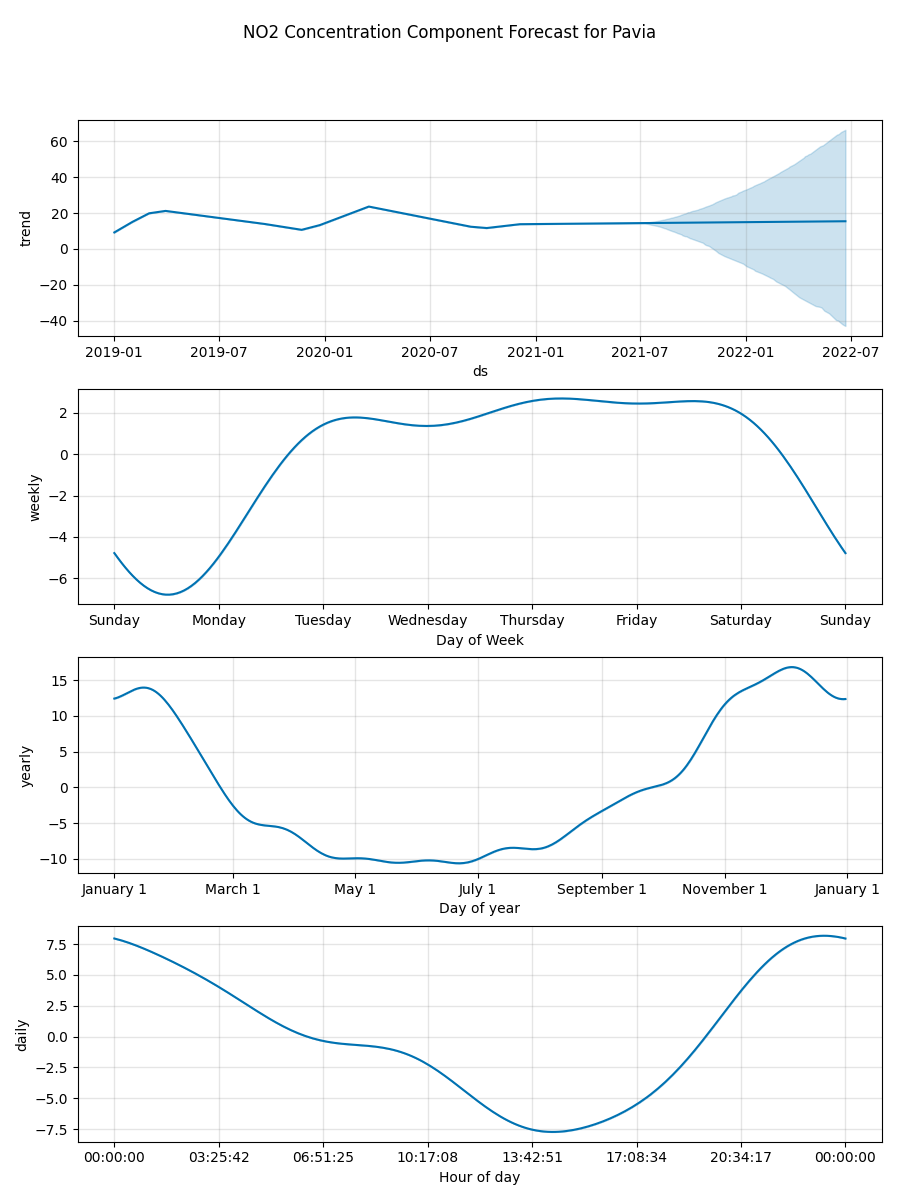 NO2 Concentration Component Forecast for Pavia
60
40
20
0
−20
−40
trend
2019-01 2019-07 2020-01 2020-07 2021-01 2021-07 2022-01 2022-07
ds
2
0
−2
−4
−6
weekly
Sunday Monday Tuesday Wednesday Thursday Friday Saturday Sunday
Day of Week
15
10
5
0
−5
−10
yearly
January 1 March 1 May 1 July 1 September 1 November 1 January 1
Day of year
7.5
5.0
2.5
0.0
−2.5
−5.0
−7.5
daily
00:00:00 03:25:42 06:51:25 10:17:08 13:42:51 17:08:34 20:34:17 00:00:00
Hour of day